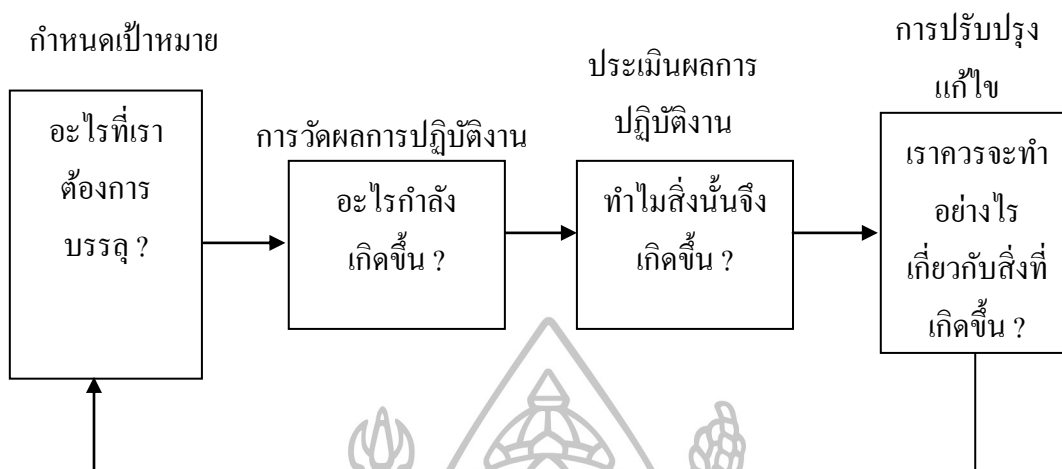 กำหนดเป้าหมาย
อะไรที่เรา
ต้องการ
บรรลุ ?
การวัดผลการปฏิบัติงาน
อะไรกำลัง
เกิดขึ้น ?
ประเมินผลการ
ปฏิบัติงาน
ทำไมสิ่งนั้นจึง
เกิดขึ้น ?
การปรับปรุง
แก้ไข
เราควรจะทำ
อย่างไร
เกี่ยวกับสิ่งที่
เกิดขึ้น ?